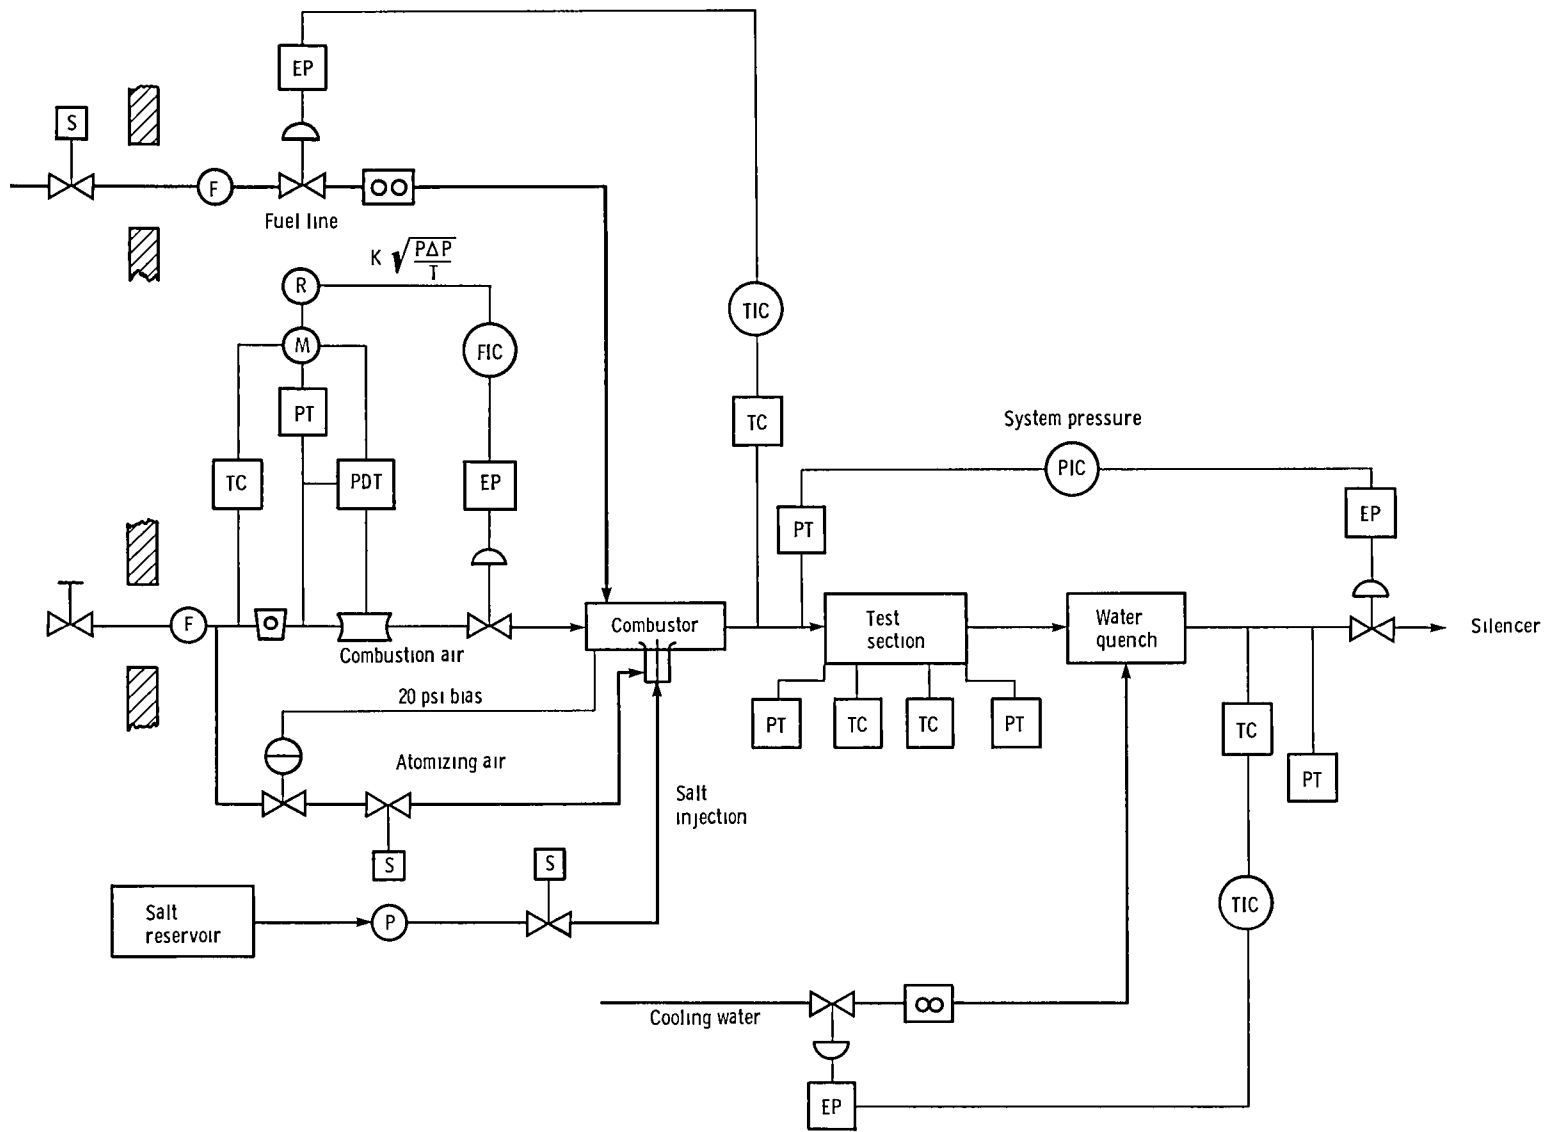 EP
S
F
Fuel line
K √PΔP/T
R
TIC
M
FIC
PT
TC
System pressure
PIC
TC
PDT
EP
PT
EP
F
Combustor
Test
section
Water
quench
Silencer
Combustion air
20 psi bias
PT
TC
TC
PT
TC
Atomizing air
PT
Salt
injection
S
S
Salt
reservoir
P
TIC
Cooling water
EP